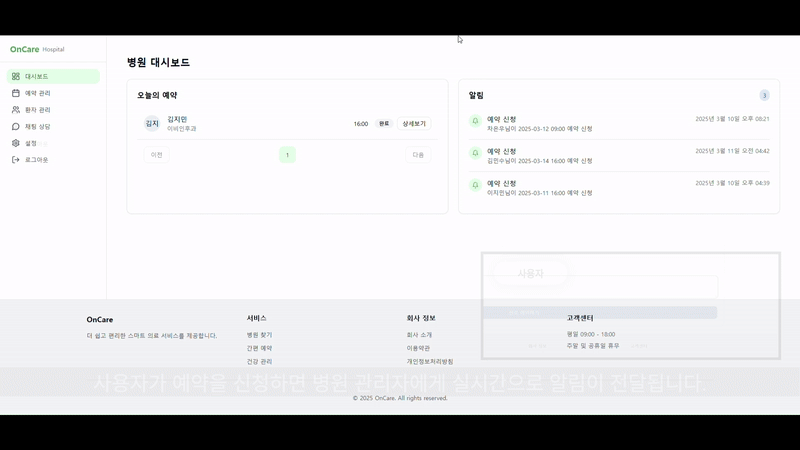 OnCare Hospital
대시보드
예약 관리
환자 관리
채팅 상담
설정
로그아웃
병원 대시보드
오늘의 예약
김지
김지민
이비인후과
16:00
완료
상세보기
이전
1
다음
알림
3
예약 신청
차은우님이 2025-03-12 09:00 예약 신청
2025년 3월 10일 오후 08:21
예약 신청
김민수님이 2025-03-14 16:00 예약 신청
2025년 3월 11일 오전 04:42
예약 신청
이지민님이 2025-03-11 16:00 예약 신청
2025년 3월 10일 오후 04:39
사용자
OnCare
더 쉽고 편리한 스마트 의료 서비스를 제공합니다.
서비스
병원 찾기
간편 예약
건강 관리
회사 정보
회사 소개
이용약관
개인정보처리방침
고객센터
평일 09:00 - 18:00
주말 및 공휴일 휴무
사용자가 예약을 신청하면 병원 관리자에게 실시간으로 알림이 전달됩니다.
© 2025 OnCare. All rights reserved.